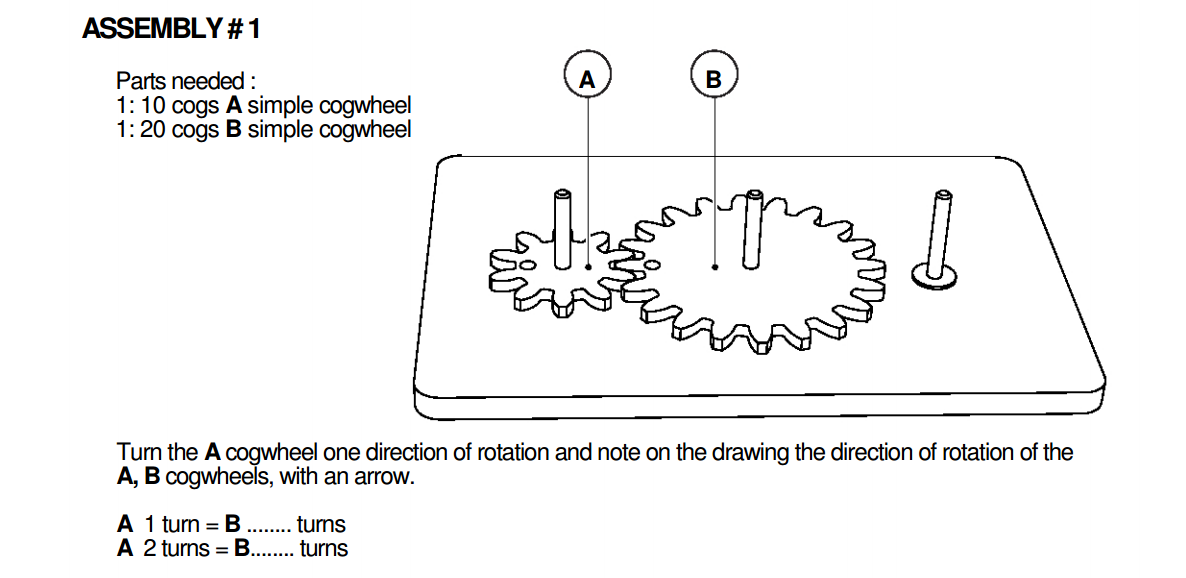 ASSEMBLY # 1
A
B
Parts needed :
1: 10 cogs A simple cogwheel
1: 20 cogs B simple cogwheel
Turn the A cogwheel one direction of rotation and note on the drawing the direction of rotation of the
A, B cogwheels, with an arrow.
A 1 turn = B ........ turns
A 2 turns = B........ turns